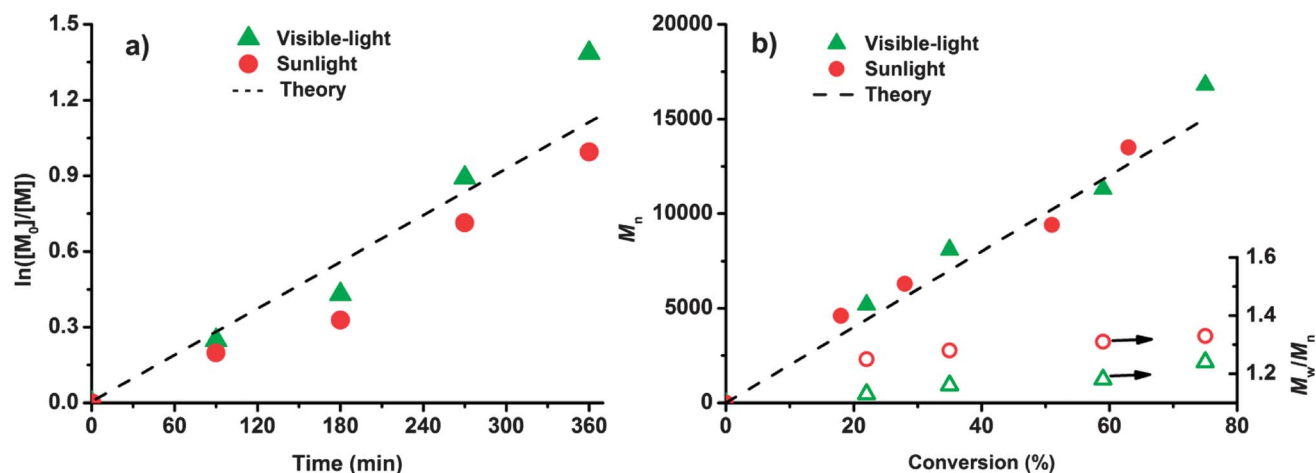 a)
Visible-light
Sunlight
Theory
1.5
1.2
0.9
0.6
0.3
0.0
ln([M₀]/[M])
0
60
120
180
240
300
360
Time (min)
b)
Visible-light
Sunlight
Theory
20000
15000
10000
5000
0
Mₙ
0
20
40
60
80
Conversion (%)
1.6
1.4
1.2
M_w/Mₙ